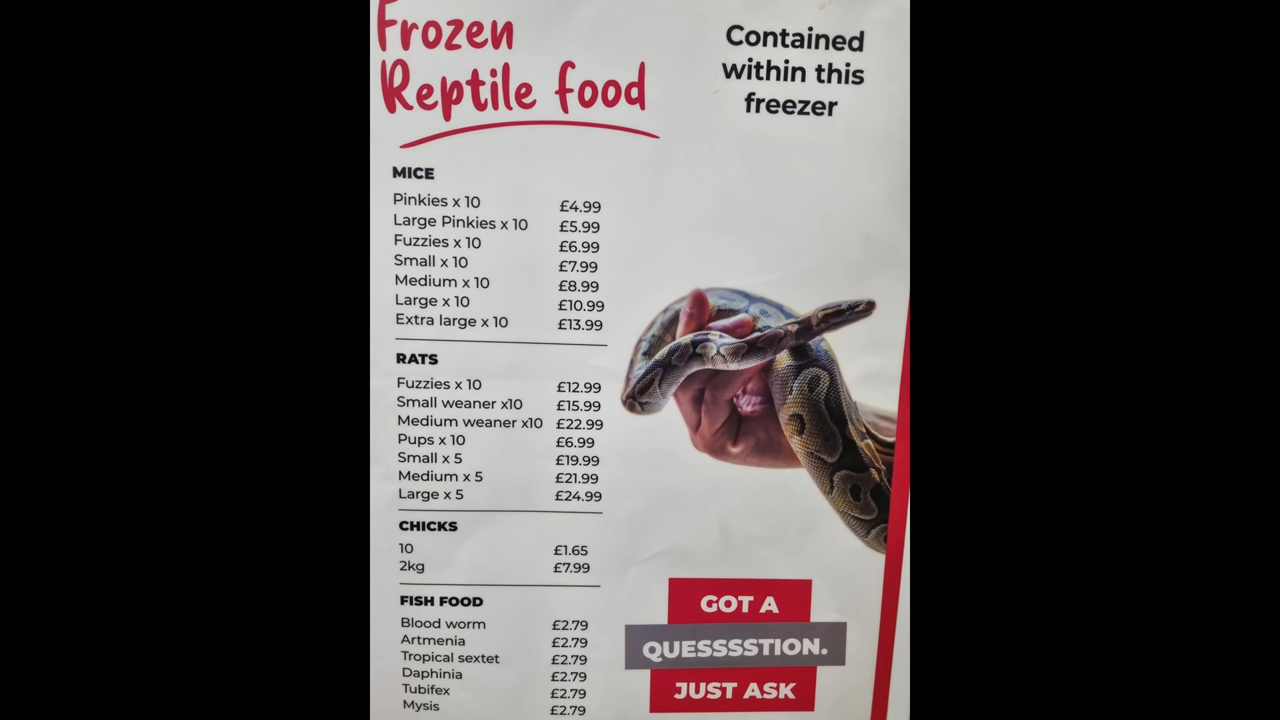 Frozen
Reptile food
Contained
within this
freezer
MICE
Pinkies x 10 £4.99
Large Pinkies x 10 £5.99
Fuzzies x 10 £6.99
Small x 10 £7.99
Medium x 10 £8.99
Large x 10 £10.99
Extra large x 10 £13.99
RATS
Fuzzies x 10 £12.99
Small weaner x10 £15.99
Medium weaner x10 £22.99
Pups x 10 £6.99
Small x 5 £19.99
Medium x 5 £21.99
Large x 5 £24.99
CHICKS
10 £1.65
2kg £7.99
FISH FOOD
Blood worm £2.79
Artmenia £2.79
Tropical sextet £2.79
Daphinia £2.79
Tubifex £2.79
Mysis £2.79
GOT A
QUESSSSTION.
JUST ASK